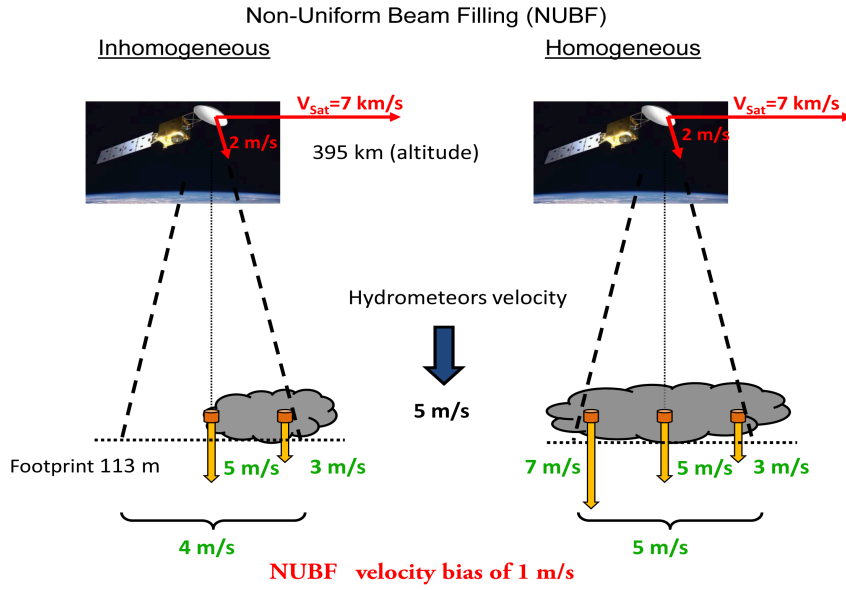 Non-Uniform Beam Filling (NUBF)
Inhomogeneous
Homogeneous
VSat=7 km/s
2 m/s
395 km (altitude)
VSat=7 km/s
2 m/s
Hydrometeors velocity
5 m/s
Footprint 113 m
5 m/s
3 m/s
7 m/s
5 m/s
3 m/s
4 m/s
5 m/s
NUBF velocity bias of 1 m/s